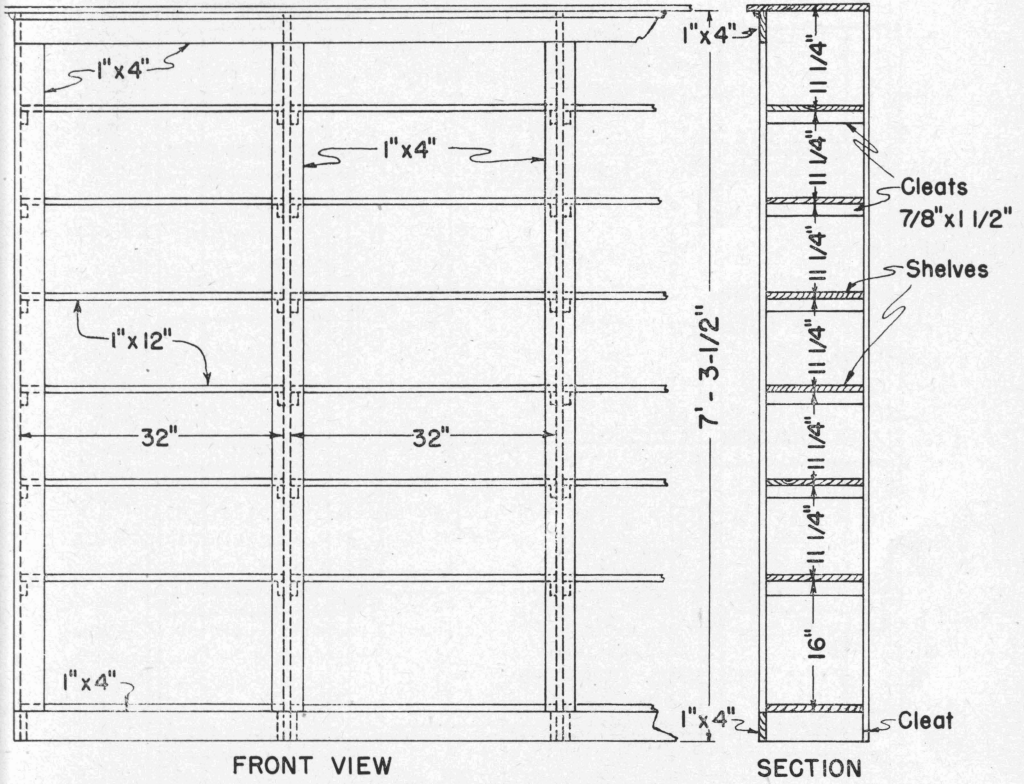 1"x4"
1"x4"
1"x4"
1"x12"
32"
32"
1"x4"
FRONT VIEW
7'-3-1/2"
1"x4"
11 1/4"
11 1/4"
11 1/4"
11 1/4"
11 1/4"
11 1/4"
16"
Cleats
7/8"x1 1/2"
Shelves
1"x4"
Cleat
SECTION